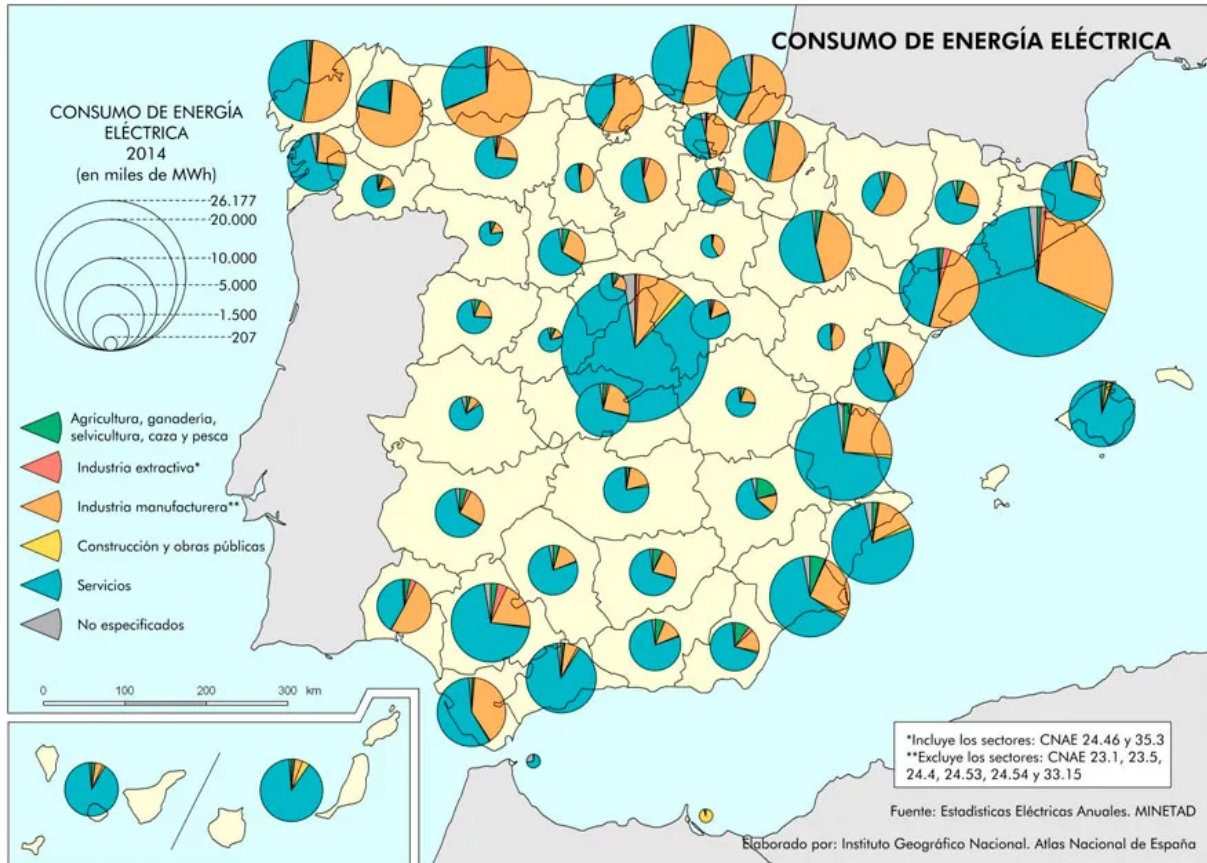 CONSUMO DE ENERGÍA ELÉCTRICA
CONSUMO DE ENERGÍA
ELÉCTRICA
2014
(en miles de MWh)
26.177
20.000
10.000
5.000
1.500
207
Agricultura, ganadería,
selvicultura, caza y pesca
Industria extractiva*
Industria manufacturera**
Construcción y obras públicas
Servicios
No especificados
0 100 200 300 km
*Incluye los sectores: CNAE 24.46 y 35.3
**Excluye los sectores: CNAE 23.1, 23.5,
24.4, 24.53, 24.54 y 33.15
Fuente: Estadísticas Eléctricas Anuales. MINETAD
Elaborado por: Instituto Geográfico Nacional. Atlas Nacional de España